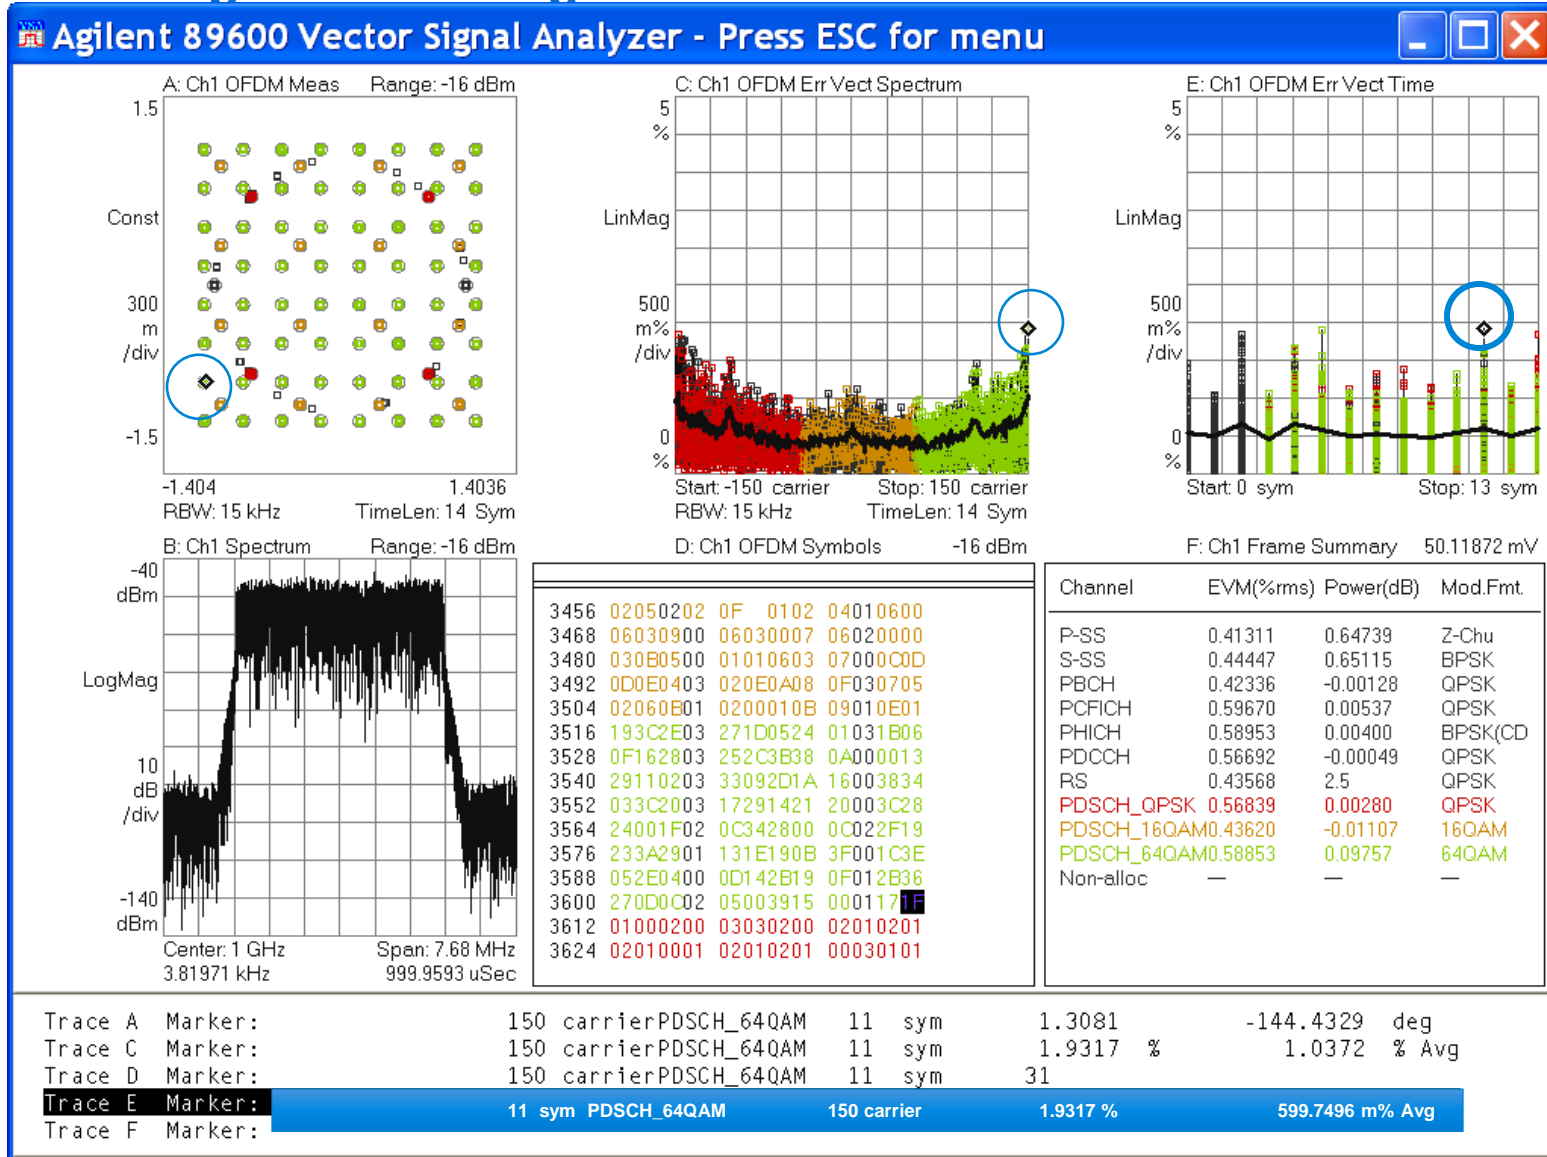 Agilent 89600 Vector Signal Analyzer - Press ESC for menu
A: Ch1 OFDM Meas Range: -16 dBm
1.5
Const
300
m
/div
-1.5
-1.404 1.4036
RBW: 15 kHz TimeLen: 14 Sym
C: Ch1 OFDM Err Vect Spectrum
5
%
LinMag
500
m%
/div
0
%
Start: -150 carrier Stop: 150 carrier
RBW: 15 kHz TimeLen: 14 Sym
E: Ch1 OFDM Err Vect Time
5
%
LinMag
500
m%
/div
0
%
Start: 0 sym Stop: 13 sym
B: Ch1 Spectrum Range: -16 dBm
-40
dBm
LogMag
10
dB
/div
-140
dBm
Center: 1 GHz Span: 7.68 MHz
3.81971 kHz 999.9593 uSec
D: Ch1 OFDM Symbols -16 dBm
3456 02050202 0F 0102 04010600
3468 06030900 06030007 06020000
3480 030B0500 01010603 07000C0D
3492 0D0E0403 020E0A08 0F030705
3504 02060B01 0200010B 09010E01
3516 193C2E03 271D0524 01031B06
3528 0F162803 252C3B38 0A000013
3540 29110203 33092D1A 16003834
3552 033C2003 17291421 20003C28
3564 24001F02 0C342800 0C022F19
3576 233A2901 131E190B 3F001C3E
3588 052E0400 0D142B19 0F012B36
3600 270D0C02 05003915 0001171F
3612 01000200 03030200 02010201
3624 02010001 02010201 00030101
F: Ch1 Frame Summary 50.11872 mV
Channel EVM(%rms) Power(dB) Mod.Fmt.
P-SS 0.41311 0.64739 Z-Chu
S-SS 0.44447 0.65115 BPSK
PBCH 0.42336 -0.00128 QPSK
PCFICH 0.59670 0.00537 QPSK
PHICH 0.58953 0.00400 BPSK(CD
PDCCH 0.56692 -0.00049 QPSK
RS 0.43568 2.5 QPSK
PDSCH_QPSK 0.56839 0.00280 QPSK
PDSCH_16QAM0.43620 -0.01107 16QAM
PDSCH_64QAM0.58853 0.09757 64QAM
Non-alloc — — —
Trace A Marker: 150 carrierPDSCH_64QAM 11 sym 1.3081 -144.4329 deg
Trace C Marker: 150 carrierPDSCH_64QAM 11 sym 1.9317 % 1.0372 % Avg
Trace D Marker: 150 carrierPDSCH_64QAM 11 sym 31
Trace E Marker: 11 sym PDSCH_64QAM 150 carrier 1.9317 % 599.7496 m% Avg
Trace F Marker: